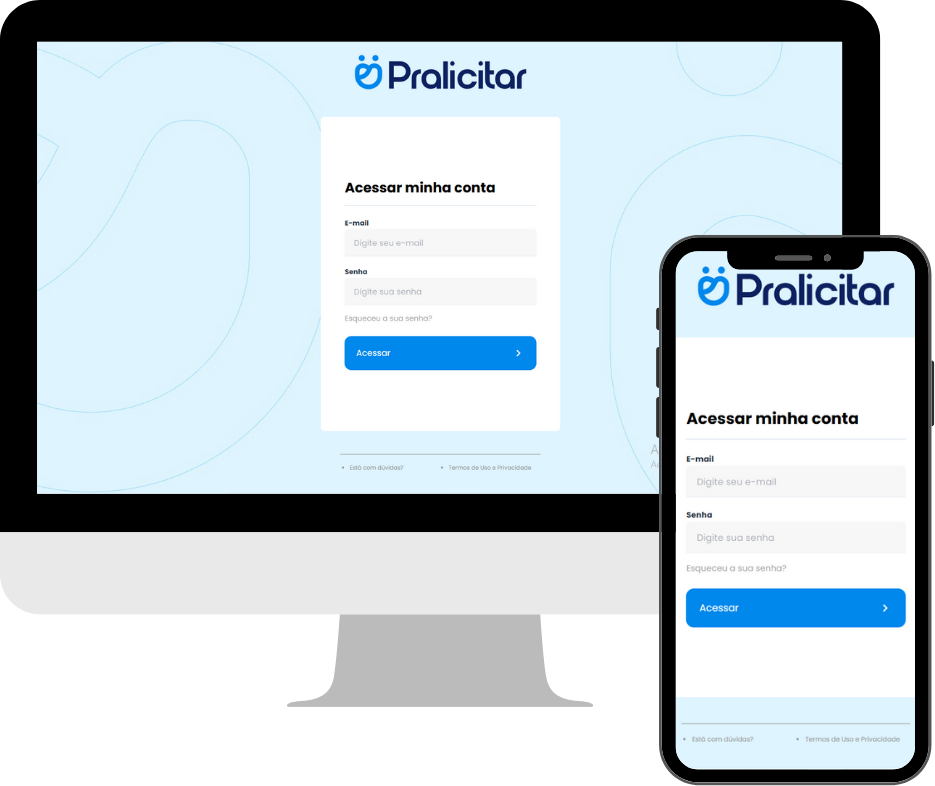 Pralicitar
Acessar minha conta
E-mail
Digite seu e-mail
Senha
Digite sua senha
Esqueceu a sua senha?
Acessar
Está com dúvidas?
Termos de Uso e Privacidade
Pralicitar
Acessar minha conta
E-mail
Digite seu e-mail
Senha
Digite sua senha
Esqueceu a sua senha?
Acessar
Está com dúvidas?
Termos de Uso e Privacidade